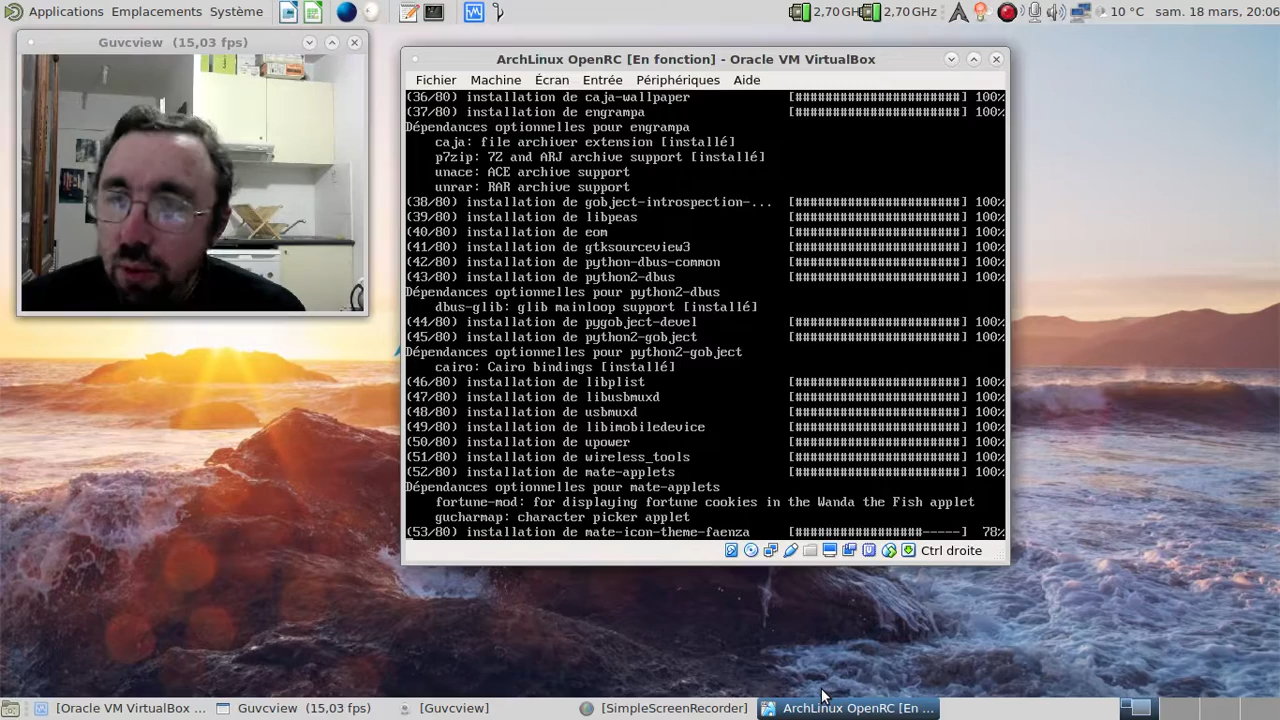 Applications Emplacements Système
2,70 GHz 2,70 GHz
10 °C sam. 18 mars, 20:06
Guvcview (15,03 fps)
ArchLinux OpenRC [En fonction] - Oracle VM VirtualBox
Fichier Machine Écran Entrée Périphériques Aide
(36/80) installation de caja-wallpaper [######################] 100%
(37/80) installation de engrampa [######################] 100%
Dépendances optionnelles pour engrampa
caja: file archiver extension [installé]
p7zip: 7Z and ARJ archive support [installé]
unace: ACE archive support
unrar: RAR archive support
(38/80) installation de gobject-introspection-... [######################] 100%
(39/80) installation de libpeas [######################] 100%
(40/80) installation de eom [######################] 100%
(41/80) installation de gtksourceview3 [######################] 100%
(42/80) installation de python-dbus-common [######################] 100%
(43/80) installation de python2-dbus [######################] 100%
Dépendances optionnelles pour python2-dbus
dbus-glib: glib mainloop support [installé]
(44/80) installation de pygobject-devel [######################] 100%
(45/80) installation de python2-gobject [######################] 100%
Dépendances optionnelles pour python2-gobject
cairo: Cairo bindings [installé]
(46/80) installation de libplist [######################] 100%
(47/80) installation de libusbmuxd [######################] 100%
(48/80) installation de usbmuxd [######################] 100%
(49/80) installation de libimobiledevice [######################] 100%
(50/80) installation de upower [######################] 100%
(51/80) installation de wireless_tools [######################] 100%
(52/80) installation de mate-applets [######################] 100%
Dépendances optionnelles pour mate-applets
fortune-mod: for displaying fortune cookies in the Wanda the Fish applet
gucharmap: character picker applet
(53/80) installation de mate-icon-theme-faenza [#################-----] 78%
Ctrl droite
[Oracle VM VirtualBox ... Guvcview (15,03 fps) [Guvcview] [SimpleScreenRecorder] ArchLinux OpenRC [En ...